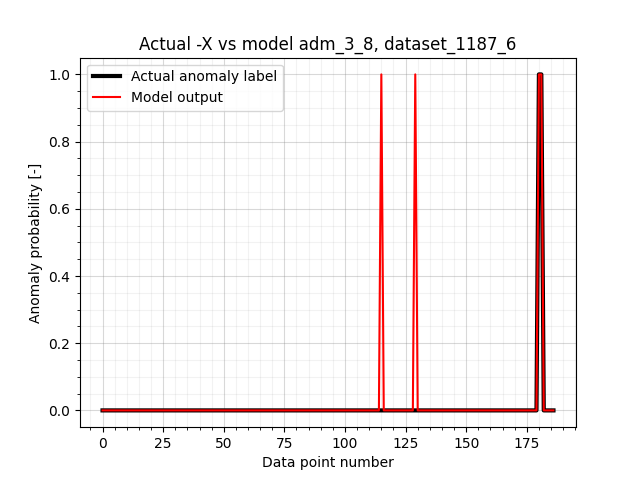 Actual -X vs model adm_3_8, dataset_1187_6
Actual anomaly label
Model output
1.0
0.8
0.6
0.4
0.2
0.0
Anomaly probability [-]
0 25 50 75 100 125 150 175
Data point number